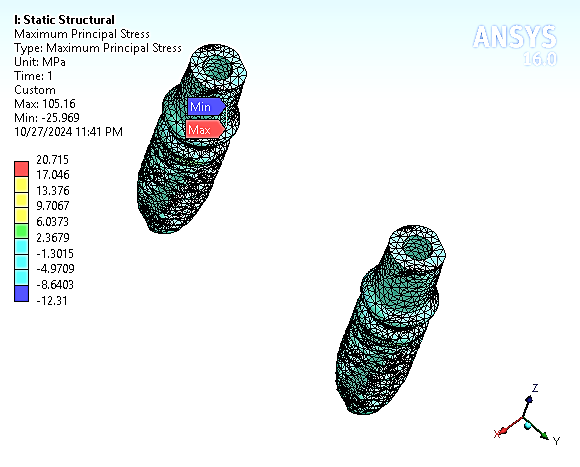 I: Static Structural
Maximum Principal Stress
Type: Maximum Principal Stress
Unit: MPa
Time: 1
Custom
Max: 105.16
Min: -25.969
10/27/2024 11:41 PM
20.715
17.046
13.376
9.7067
6.0373
2.3679
-1.3015
-4.9709
-8.6403
-12.31
ANSYS
16.0
Min
Max
Z
X
Y